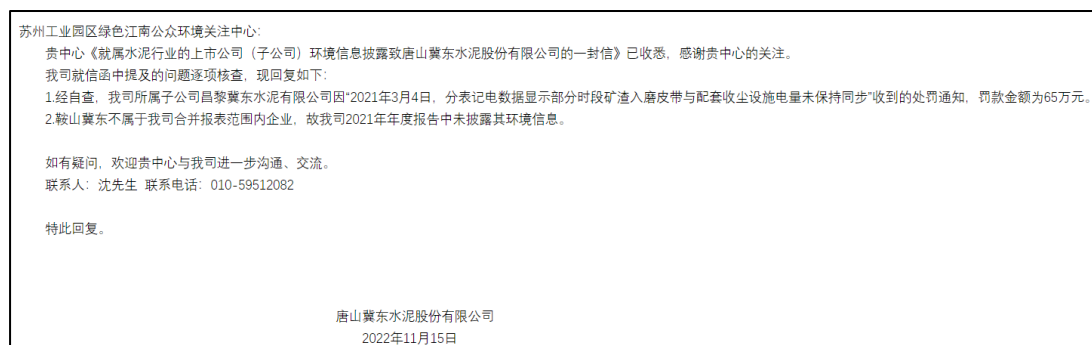 苏州工业园区绿色江南公众环境关注中心：
贵中心《就属水泥行业的上市公司（子公司）环境信息披露致唐山冀东水泥股份有限公司的一封信》已收悉，感谢贵中心的关注。
我司就信函中提及的问题逐项核查，现回复如下：
1.经自查，我司所属子公司昌黎冀东水泥有限公司因“2021年3月4日，分表记电数据显示部分时段矿渣入磨皮带与配套收尘设施电量未保持同步”收到的处罚通知，罚款金额为65万元。
2.鞍山冀东不属于我司合并报表范围内企业，故我司2021年年度报告中未披露其环境信息。
如有疑问，欢迎贵中心与我司进一步沟通、交流。
联系人：沈先生 联系电话：010-59512082
特此回复。
唐山冀东水泥股份有限公司
2022年11月15日